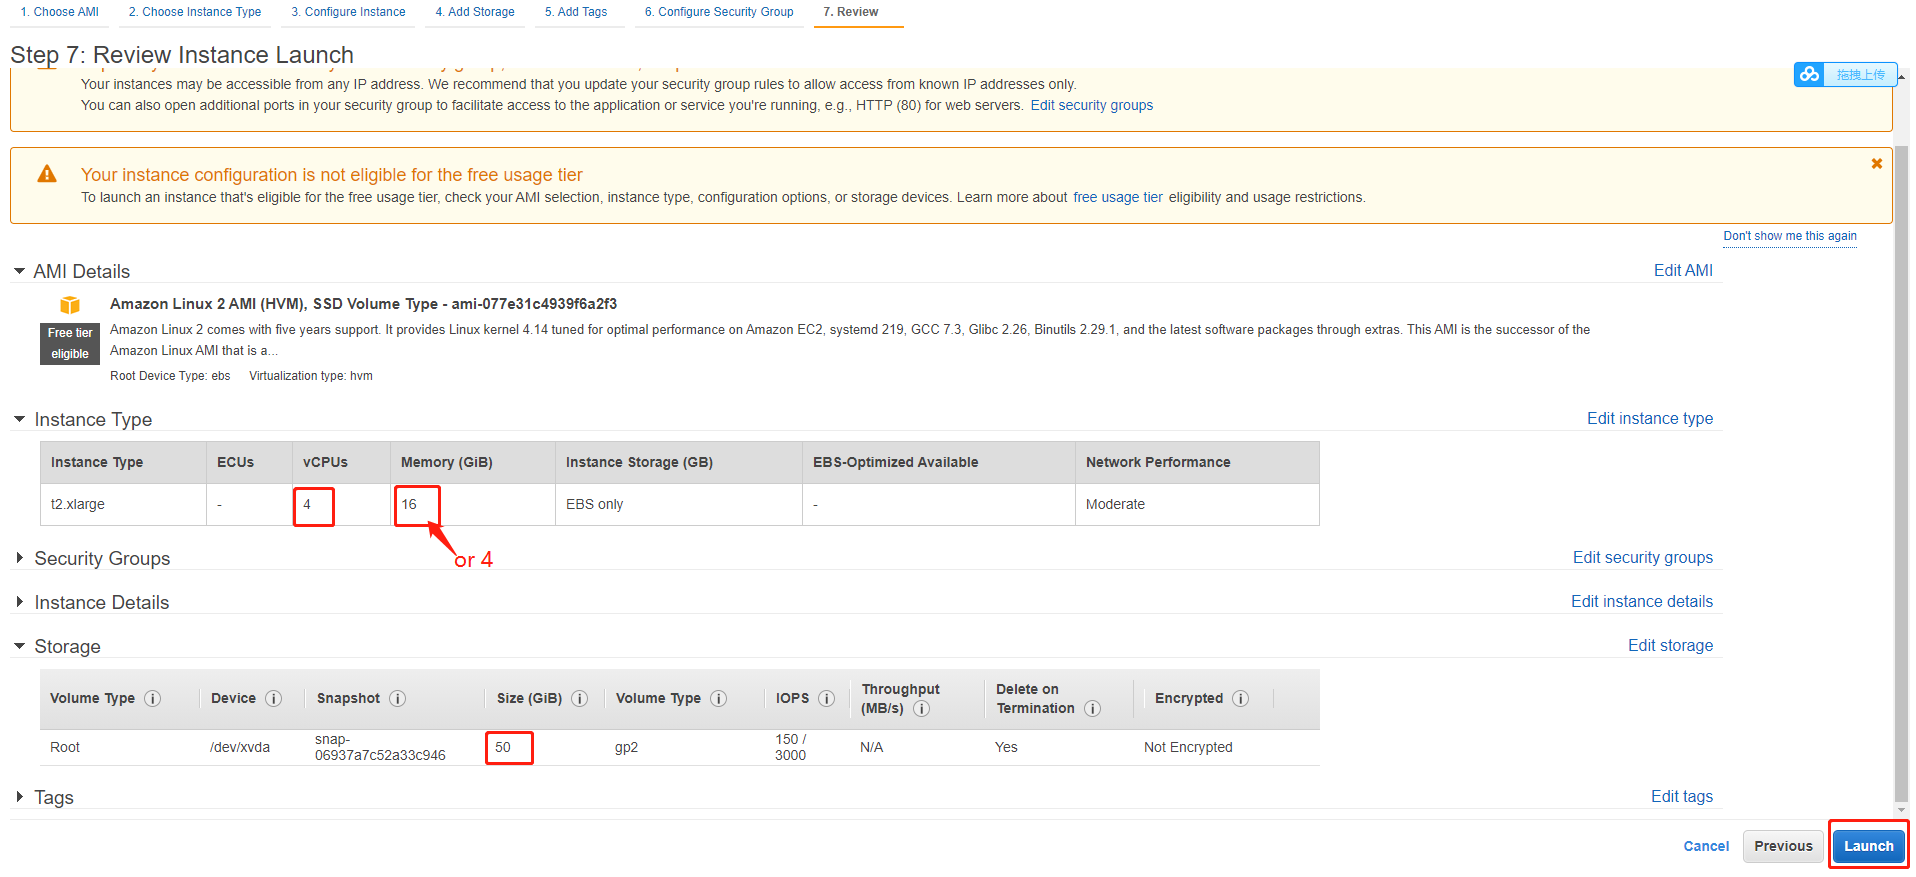 1. Choose AMI 2. Choose Instance Type 3. Configure Instance 4. Add Storage 5. Add Tags 6. Configure Security Group 7. Review
Step 7: Review Instance Launch
Your instances may be accessible from any IP address. We recommend that you update your security group rules to allow access from known IP addresses only.
拖拽上传
You can also open additional ports in your security group to facilitate access to the application or service you're running, e.g., HTTP (80) for web servers. Edit security groups
Your instance configuration is not eligible for the free usage tier
To launch an instance that's eligible for the free usage tier, check your AMI selection, instance type, configuration options, or storage devices. Learn more about free usage tier eligibility and usage restrictions.
Don't show me this again
AMI Details Edit AMI
Amazon Linux 2 AMI (HVM), SSD Volume Type - ami-077e31c4939f6a2f3
Free tier
eligible
Amazon Linux 2 comes with five years support. It provides Linux kernel 4.14 tuned for optimal performance on Amazon EC2, systemd 219, GCC 7.3, Glibc 2.26, Binutils 2.29.1, and the latest software packages through extras. This AMI is the successor of the
Amazon Linux AMI that is a...
Root Device Type: ebs Virtualization type: hvm
Instance Type Edit instance type
Instance Type ECUs vCPUs Memory (GiB) Instance Storage (GB) EBS-Optimized Available Network Performance
t2.xlarge - 4 16 EBS only - Moderate
or 4
Security Groups Edit security groups
Instance Details Edit instance details
Storage Edit storage
Volume Type Device Snapshot Size (GiB) Volume Type IOPS Throughput (MB/s) Delete on Termination Encrypted
Root /dev/xvda snap-06937a7c52a33c946 50 gp2 150 / 3000 N/A Yes Not Encrypted
Tags Edit tags
Cancel Previous Launch